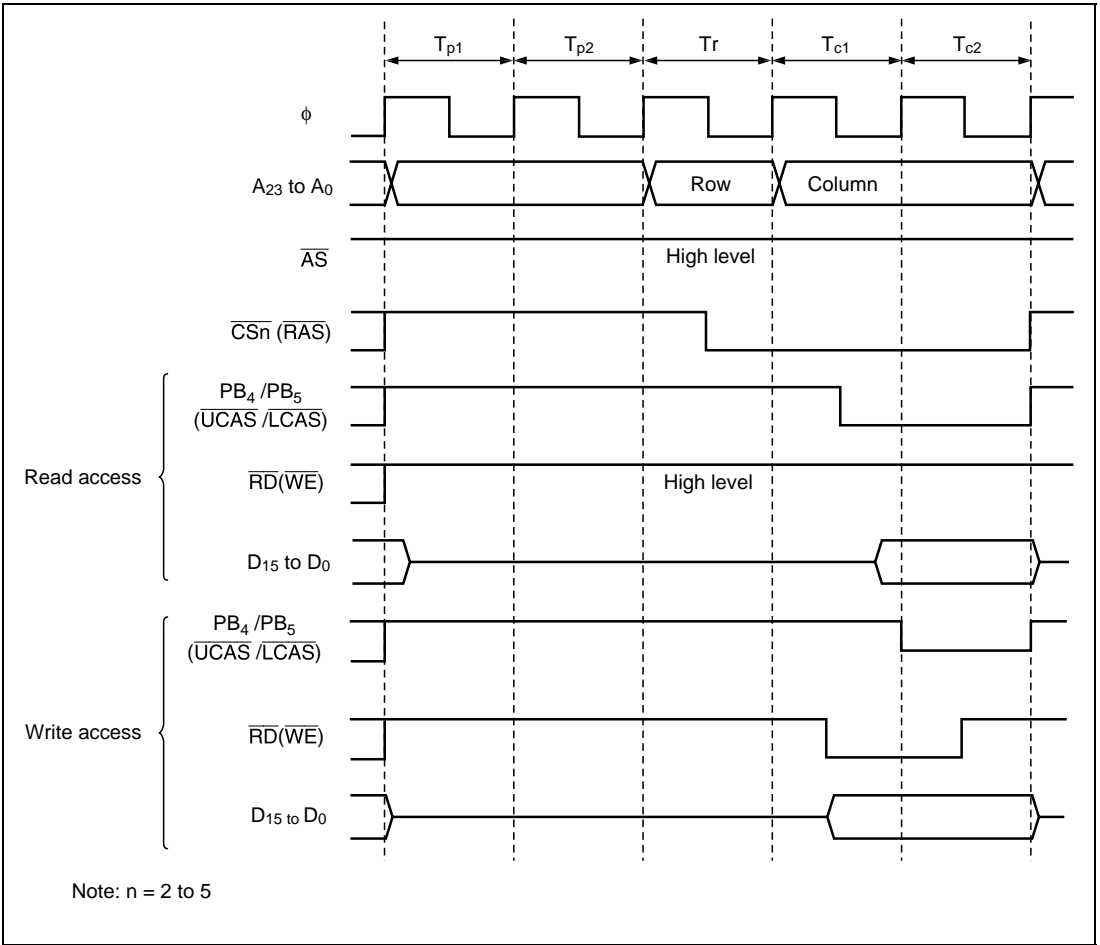 Tp1 Tp2 Tr Tc1 Tc2
φ
A23 to A0 Row Column
AS High level
CSn (RAS)
PB4 /PB5
(UCAS /LCAS)
Read access RD(WE) High level
D15 to D0
PB4 /PB5
(UCAS /LCAS)
Write access RD(WE)
D15 to D0
Note: n = 2 to 5